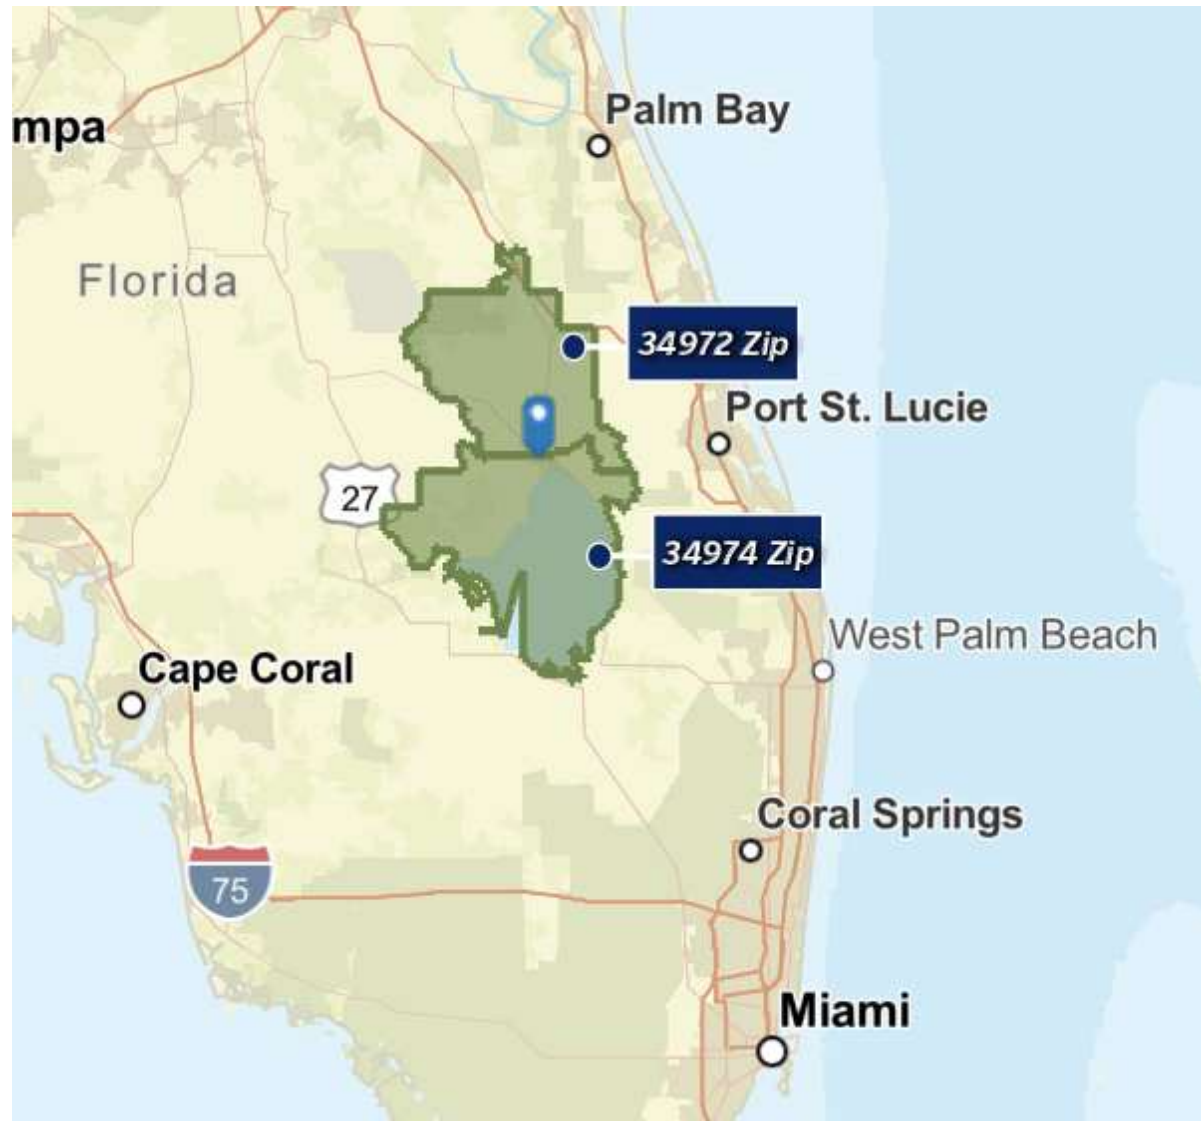 Palm Bay
mpa
Florida
34972 Zip
Port St. Lucie
27
34974 Zip
West Palm Beach
Cape Coral
Coral Springs
75
Miami